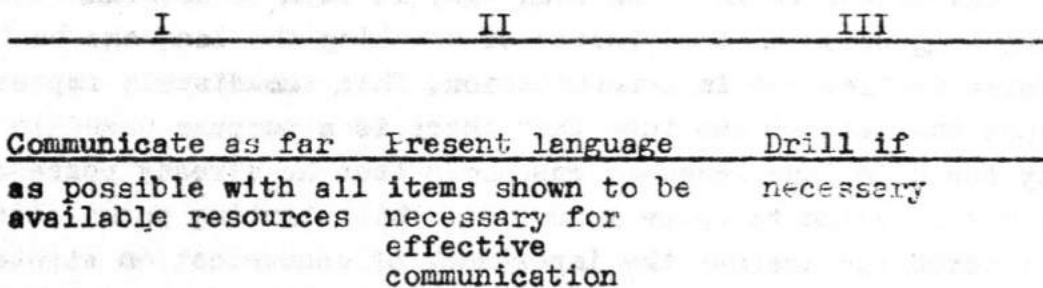 I II III
Communicate as far Present language Drill if
as possible with all items shown to be necessary
available resources necessary for
effective
communication